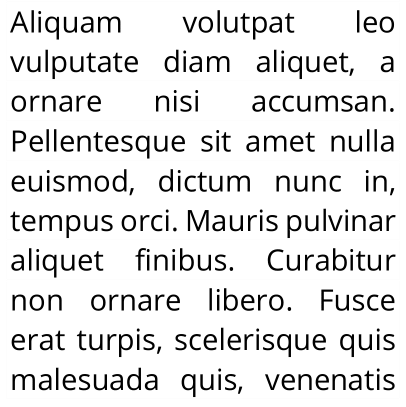 Aliquam volutpat leo
vulputate diam aliquet, a
ornare nisi accumsan.
Pellentesque sit amet nulla
euismod, dictum nunc in,
tempus orci. Mauris pulvinar
aliquet finibus. Curabitur
non ornare libero. Fusce
erat turpis, scelerisque quis
malesuada quis, venenatis